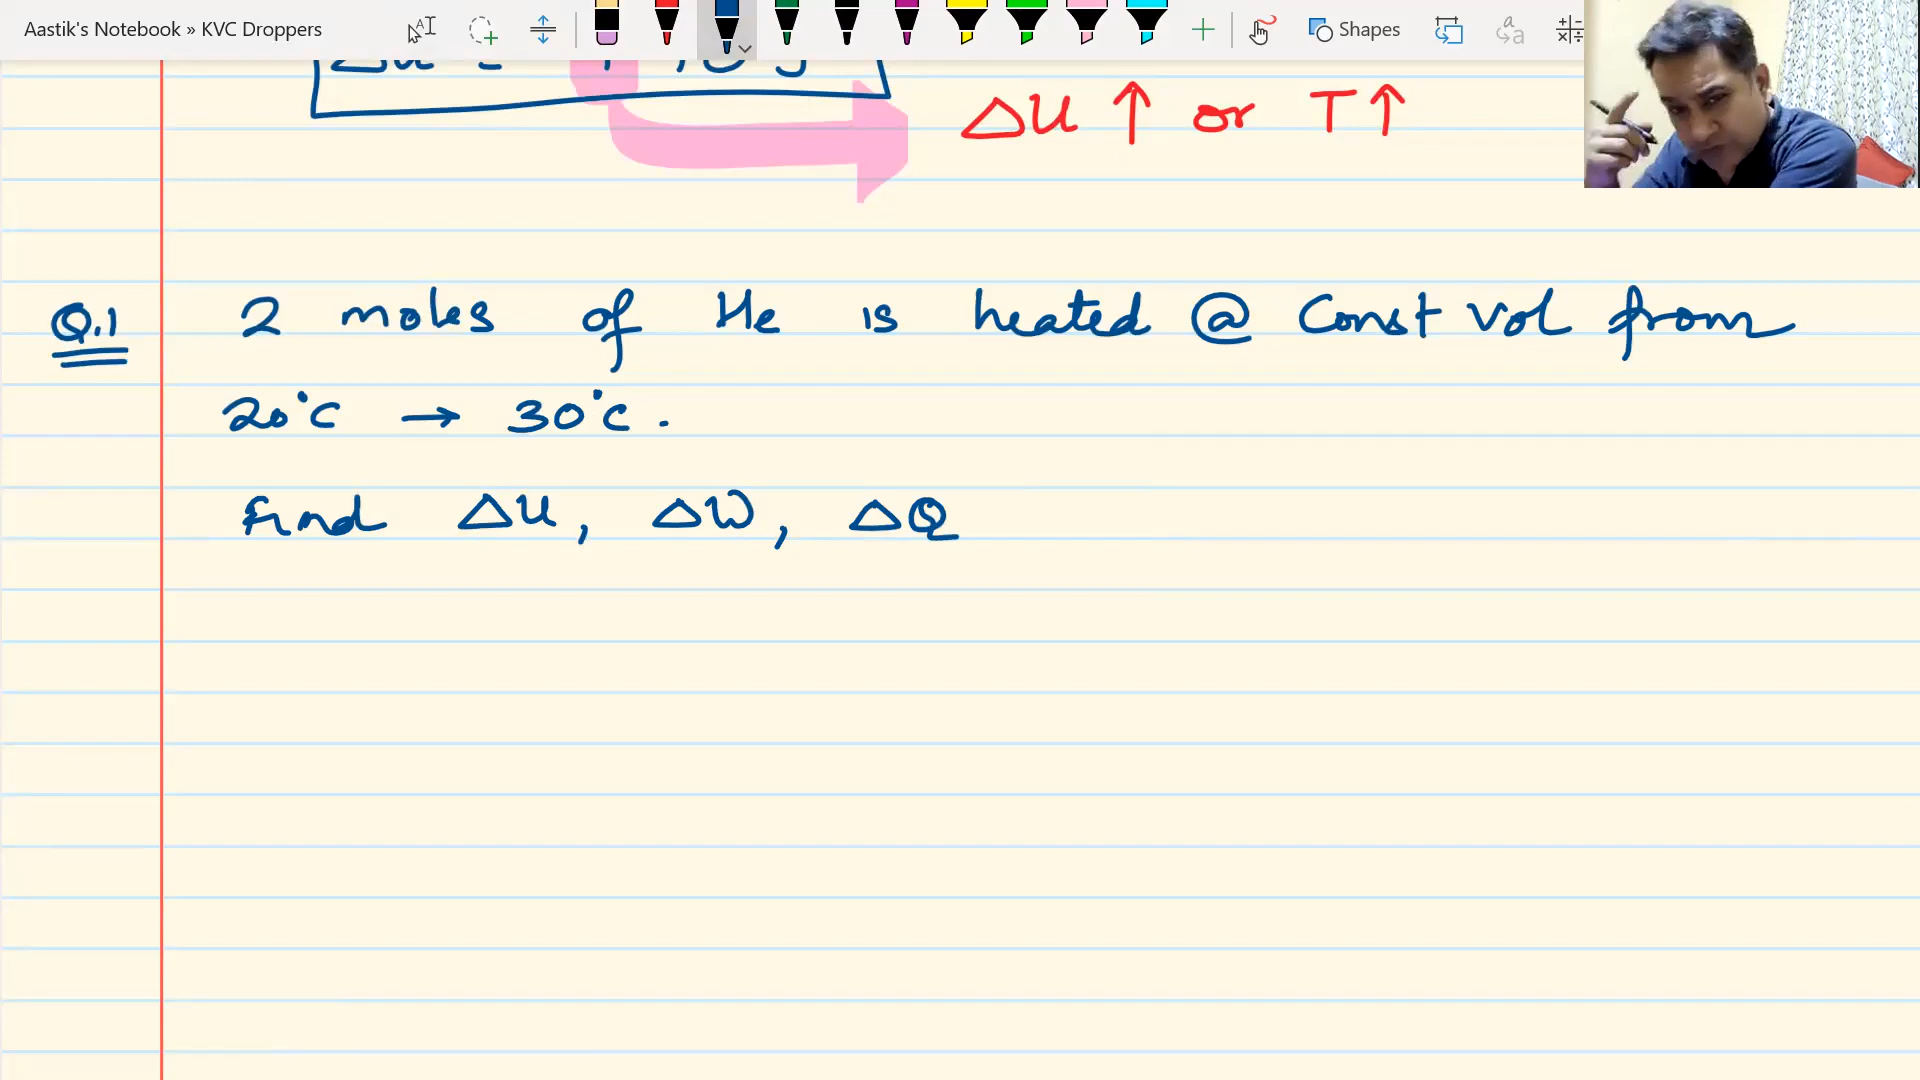 Aastik's Notebook » KVC Droppers
Shapes
ΔU ↑ or T↑
Q.1 2 moles of He is heated @ Const Vol from
20°C → 30°C.
Find ΔU, ΔW, ΔQ